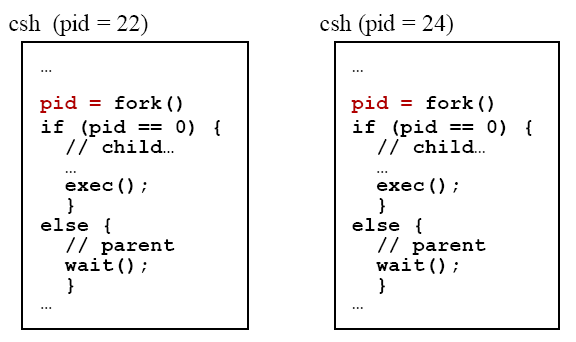 csh (pid = 22)
...
pid = fork()
if (pid == 0) {
// child…
...
exec();
}
else {
// parent
wait();
}
...
csh (pid = 24)
...
pid = fork()
if (pid == 0) {
// child…
...
exec();
}
else {
// parent
wait();
}
...